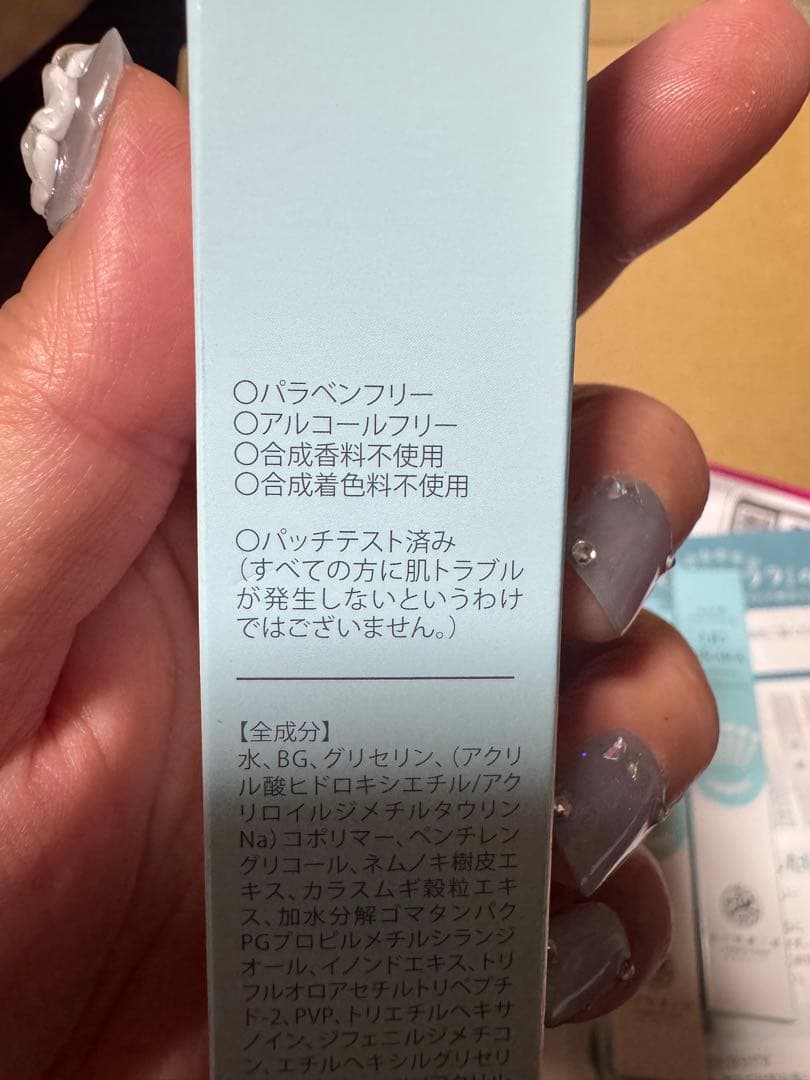 ○パラベンフリー
○アルコールフリー
○合成香料不使用
○合成着色料不使用
○パッチテスト済み
(すべての方に肌トラブル
が発生しないというわけ
ではございません。)
【全成分】
水、BG、グリセリン、(アクリ
ル酸ヒドロキシエチル/アク
リロイルジメチルタウリン
Na)コポリマー、ペンチレン
グリコール、ネムノキ樹皮エ
キス、カラスムギ穀粒エキ
ス、加水分解ゴマタンパク
PGプロピルメチルシランジ
オール、イノンドエキス、トリ
フルオロアセチルトリペプチ
ド-2、PVP、トリエチルヘキサ
ノイン、ジフェニルジメチコ
ン、エチルヘキシルグリセリ